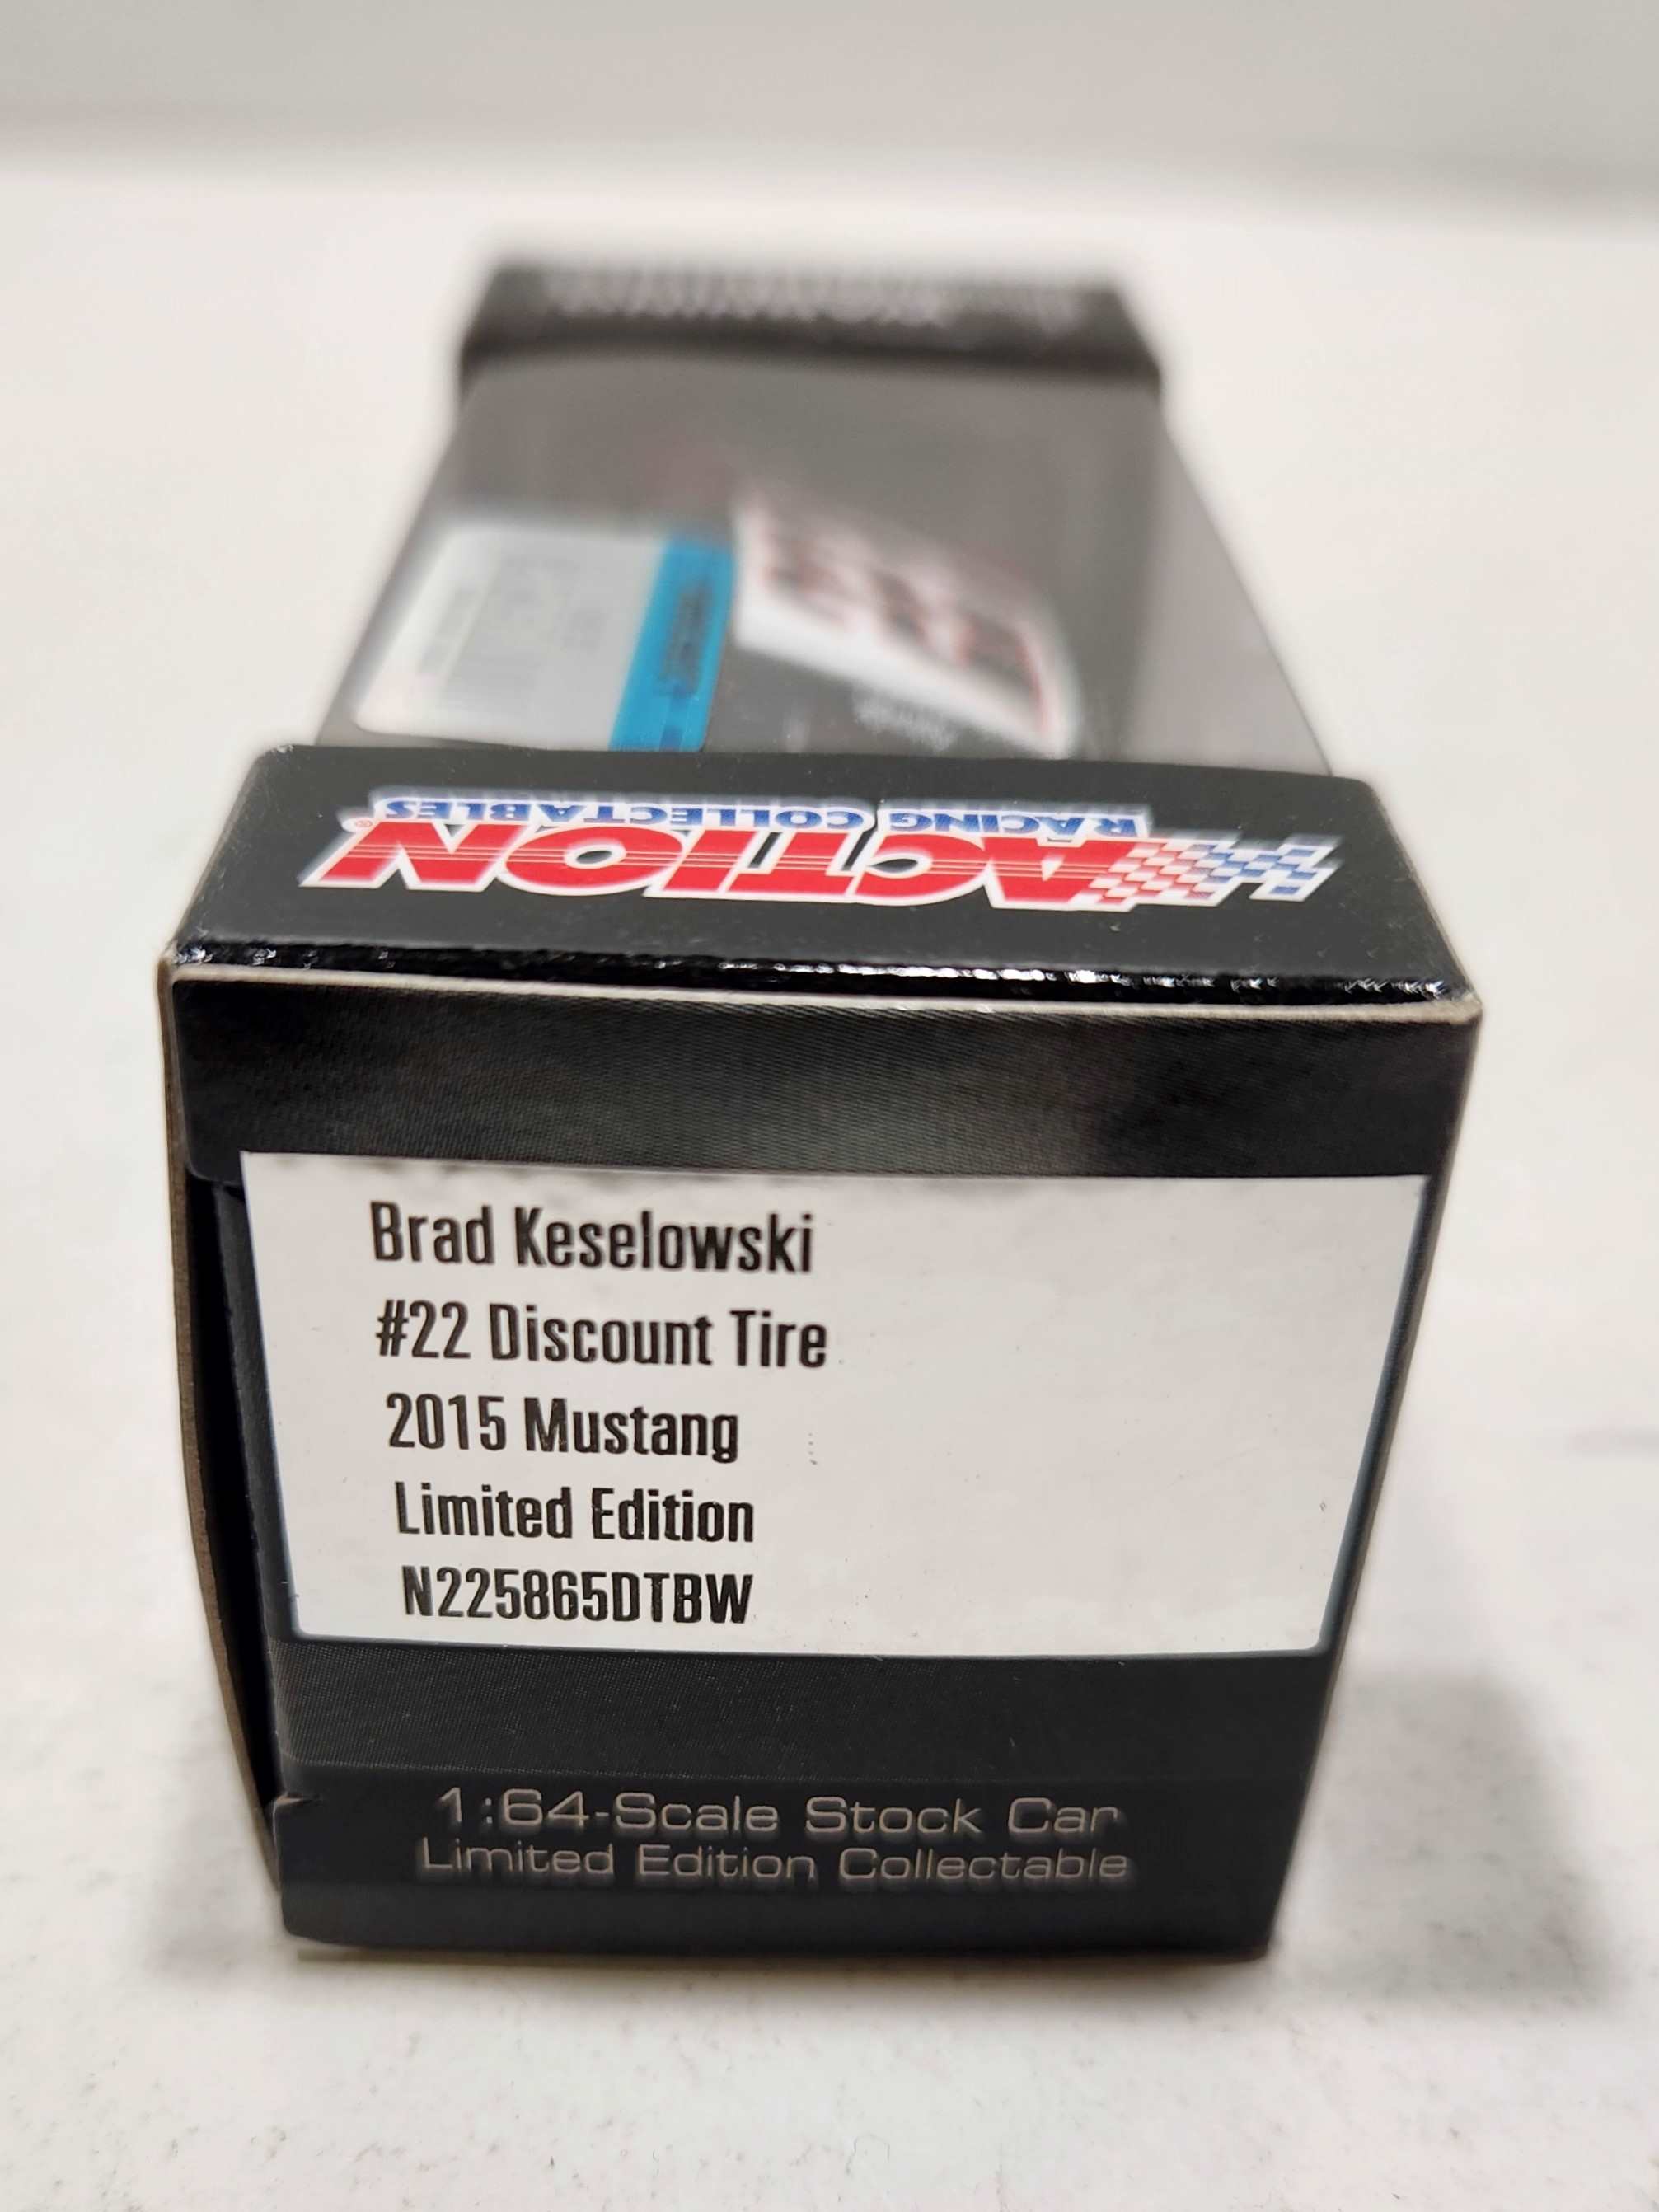 RACING COLLECTABLES
ACTION®
Brad Keselowski
#22 Discount Tire
2015 Mustang
Limited Edition
N225865DTBW
1:64-Scale Stock Car
Limited Edition Collectable